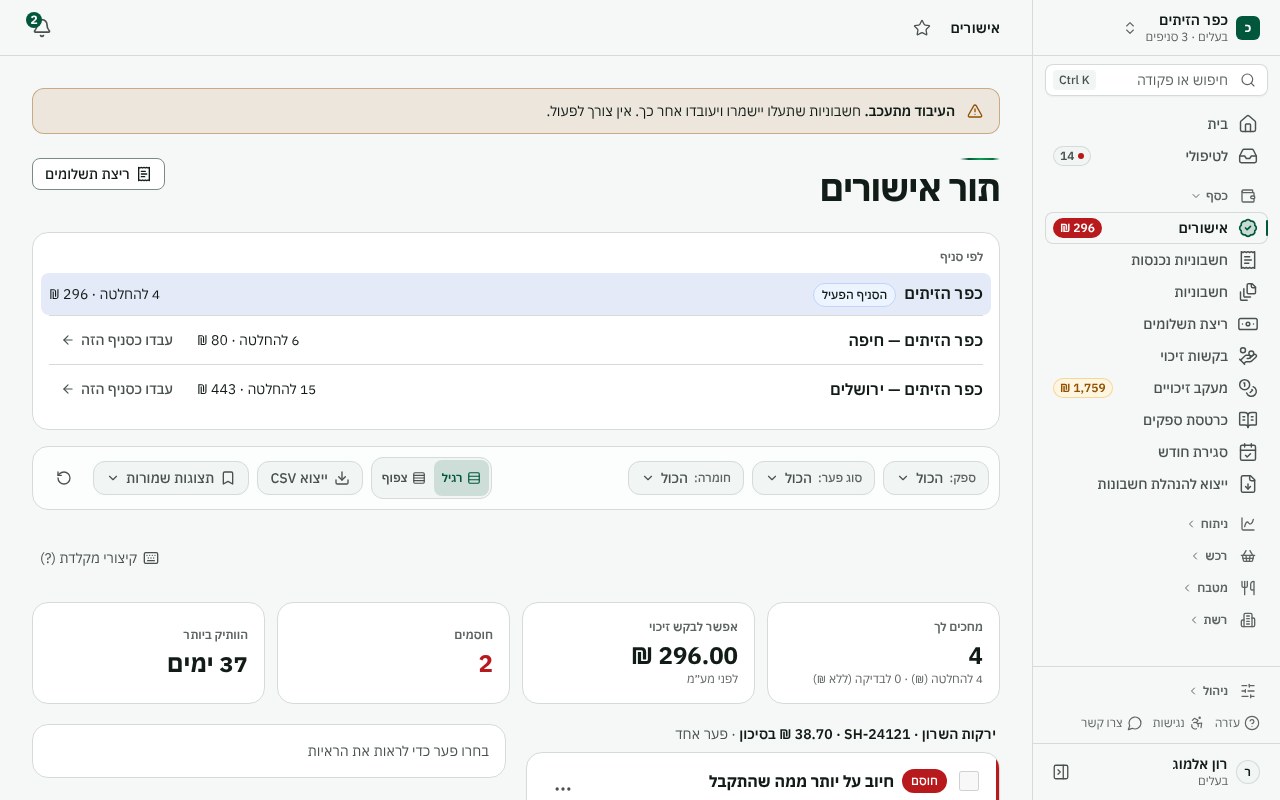 כ
כפר הזיתים
בעלים · 3 סניפים
חיפוש או פקודה
Ctrl K
בית
לטיפולי
14
כסף
אישורים
296 ₪
חשבוניות נכנסות
חשבוניות
ריצת תשלומים
בקשות זיכוי
מעקב זיכויים
1,759 ₪
כרטסת ספקים
סגירת חודש
ייצוא להנהלת חשבונות
ניתוח
רכש
מטבח
רשת
ניהול
עזרה
נגישות
צרו קשר
ר
רון אלמוג
בעלים
אישורים
2
העיבוד מתעכב. חשבוניות שתעלו יישמרו ויעובדו אחר כך. אין צורך לפעול.
תור אישורים
ריצת תשלומים
לפי סניף
כפר הזיתים הסניף הפעיל 4 להחלטה · 296 ₪
כפר הזיתים — חיפה 6 להחלטה · 80 ₪ עבדו כסניף הזה
כפר הזיתים — ירושלים 15 להחלטה · 443 ₪ עבדו כסניף הזה
ספק: הכול סוג פער: הכול חומרה: הכול רגיל צפוף ייצוא CSV תצוגות שמורות
קיצורי מקלדת (?)
מחכים לך
4
4 להחלטה (₪) · 0 לבדיקה (ללא ₪)
אפשר לבקש זיכוי
296.00 ₪
לפני מע״מ
חוסמים
2
הוותיק ביותר
37 ימים
ירקות השרון · SH-24121 · 38.70 ₪ בסיכון · פער אחד
חוסם חיוב על יותר ממה שהתקבל
בחרו פער כדי לראות את הראיות